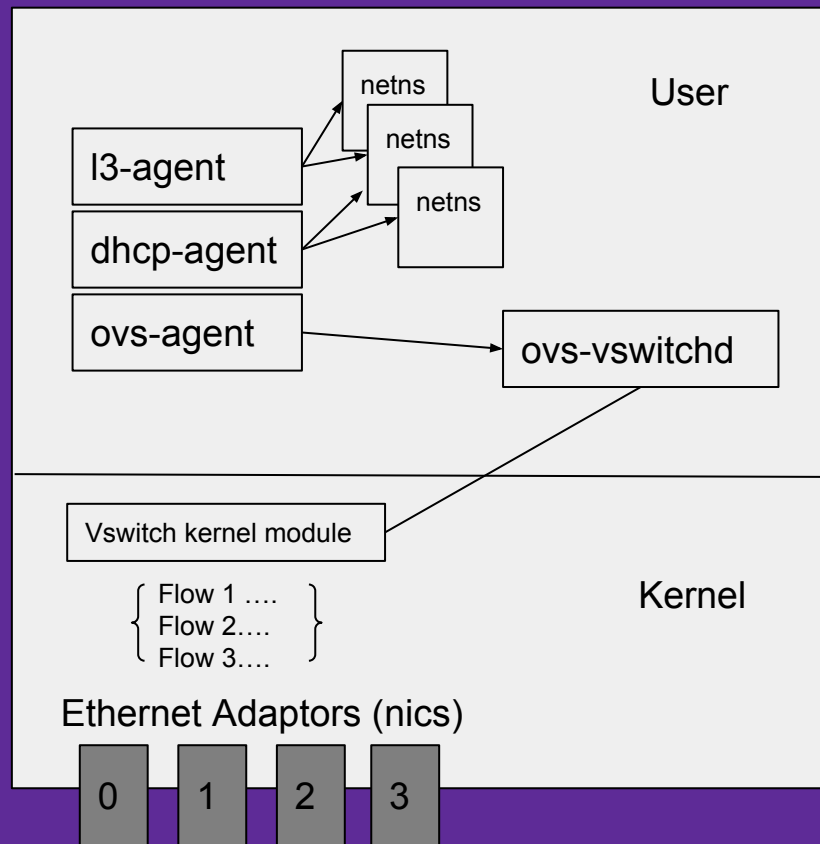 netns
User
netns
l3-agent
netns
dhcp-agent
ovs-agent
ovs-vswitchd
Vswitch kernel module
Flow 1 ....
Flow 2....
Flow 3....
Kernel
Ethernet Adaptors (nics)
0
1
2
3